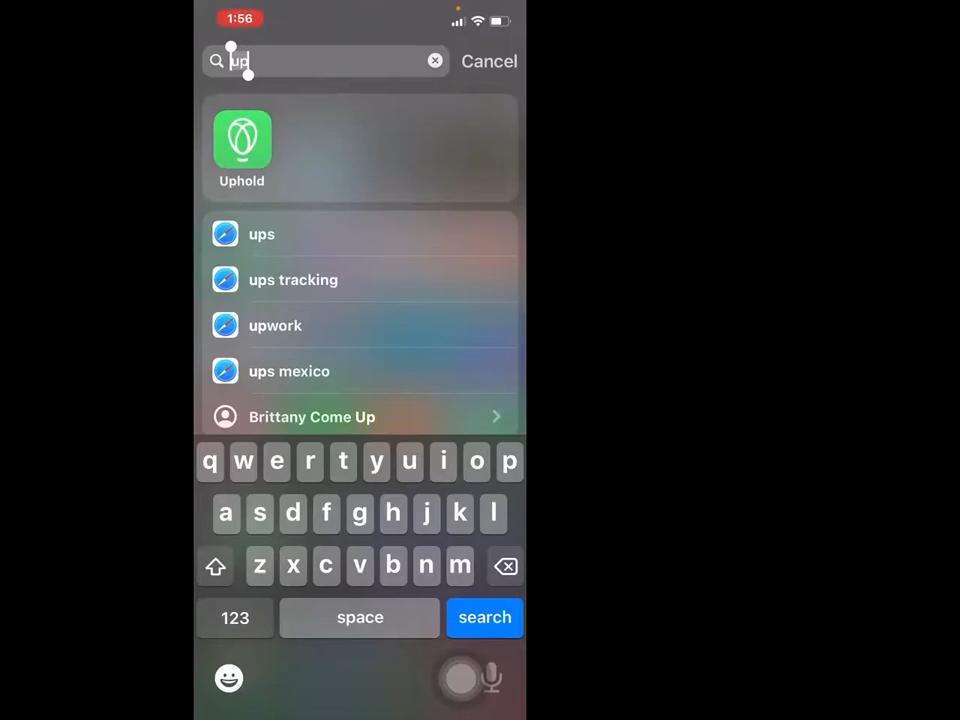 1:56
up
Cancel
Uphold
ups
ups tracking
upwork
ups mexico
Brittany Come Up
q w e r t y u i o p
a s d f g h j k l
z x c v b n m
123 space search